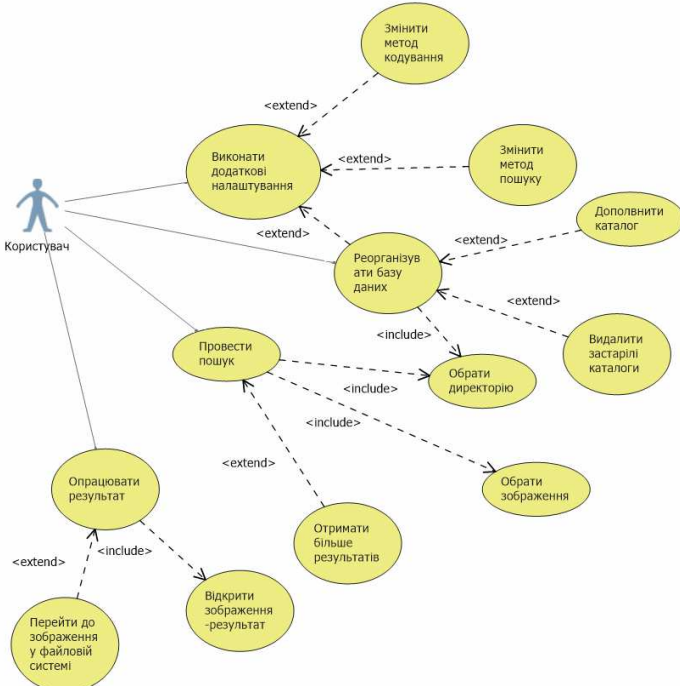 Змінити
метод
кодування
<extend>
Виконати
додаткові
налаштування
<extend>
Змінити
метод
пошуку
Користувач
<extend>
Дополвнити
каталог
<extend>
Реорганізув
ати базу
даних
<extend>
Видалити
застарілі
каталоги
<include>
Провести
пошук
Обрати
директорію
<include>
<include>
<extend>
Опрацювати
результат
Обрати
зображення
Отримати
більше
результатів
<extend>
<include>
Відкрити
зображення
-результат
Перейти до
зображення
у файловій
системі